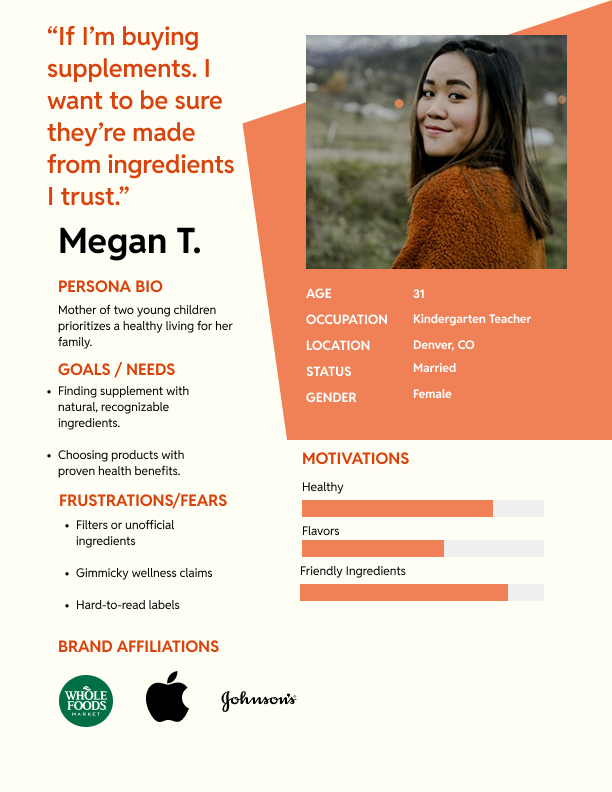 “If I’m buying
supplements. I
want to be sure
they’re made
from ingredients
I trust.”
Megan T.
PERSONA BIO
Mother of two young children
prioritizes a healthy living for her
family.
GOALS / NEEDS
• Finding supplement with
natural, recognizable
ingredients.
• Choosing products with
proven health benefits.
FRUSTRATIONS/FEARS
• Filters or unofficial
ingredients
• Gimmicky wellness claims
• Hard-to-read labels
BRAND AFFILIATIONS
WHOLE
FOODS
MARKET
Johnson's
AGE 31
OCCUPATION Kindergarten Teacher
LOCATION Denver, CO
STATUS Married
GENDER Female
MOTIVATIONS
Healthy
Flavors
Friendly Ingredients